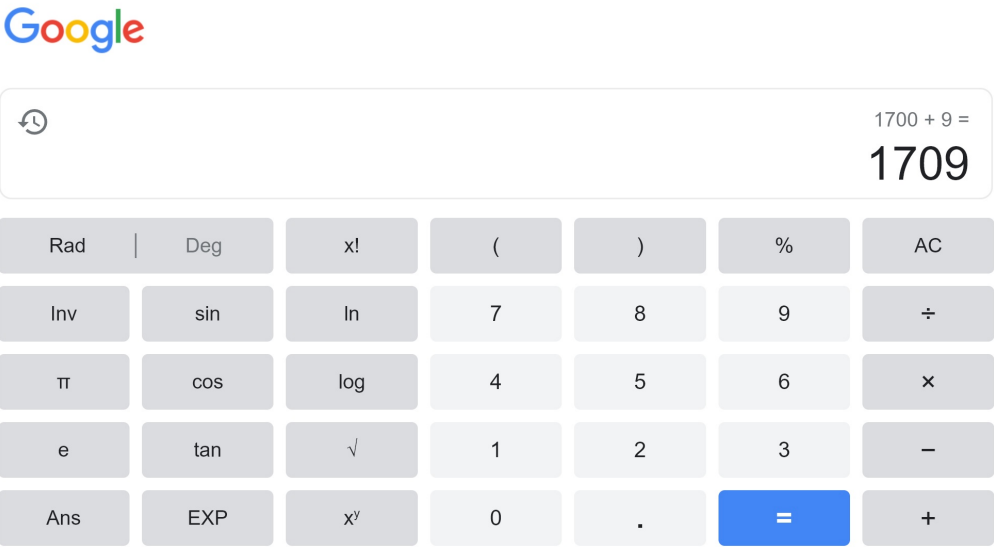 Google
1700 + 9 =
1709
Rad | Deg x! ( ) % AC
Inv sin ln 7 8 9 ÷
π cos log 4 5 6 ×
e tan √ 1 2 3 −
Ans EXP xʸ 0 . = +